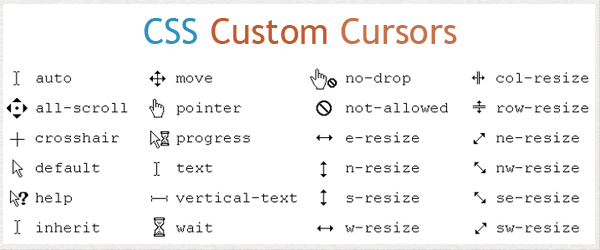 CSS Custom Cursors
auto move no-drop col-resize
all-scroll pointer not-allowed row-resize
crosshair progress e-resize ne-resize
default text n-resize nw-resize
help vertical-text s-resize se-resize
inherit wait w-resize sw-resize